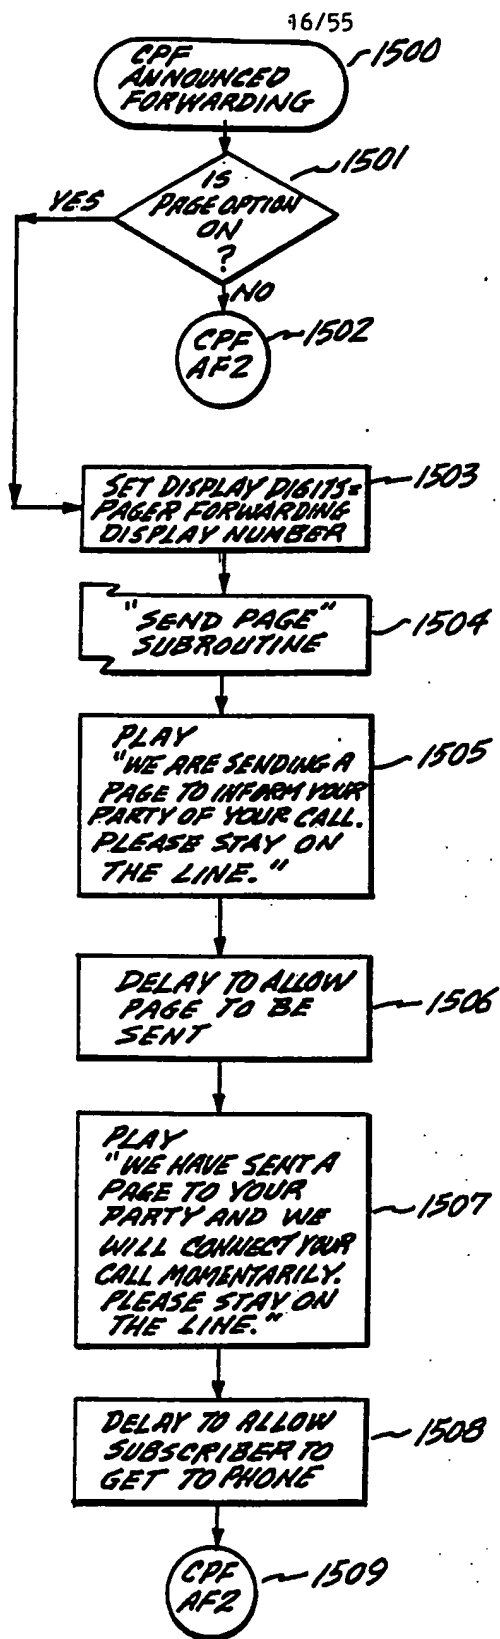 16/55
CPF
ANNOUNCED
FORWARDING
1500
IS
PAGE OPTION
ON
?
1501
YES
NO
CPF
AF2
1502
SET DISPLAY DIGITS=
PAGER FORWARDING
DISPLAY NUMBER
1503
"SEND PAGE"
SUBROUTINE
1504
PLAY
"WE ARE SENDING A
PAGE TO INFORM YOUR
PARTY OF YOUR CALL.
PLEASE STAY ON
THE LINE."
1505
DELAY TO ALLOW
PAGE TO BE
SENT
1506
PLAY
"WE HAVE SENT A
PAGE TO YOUR
PARTY AND WE
WILL CONNECT YOUR
CALL MOMENTARILY.
PLEASE STAY ON
THE LINE."
1507
DELAY TO ALLOW
SUBSCRIBER TO
GET TO PHONE
1508
CPF
AF2
1509